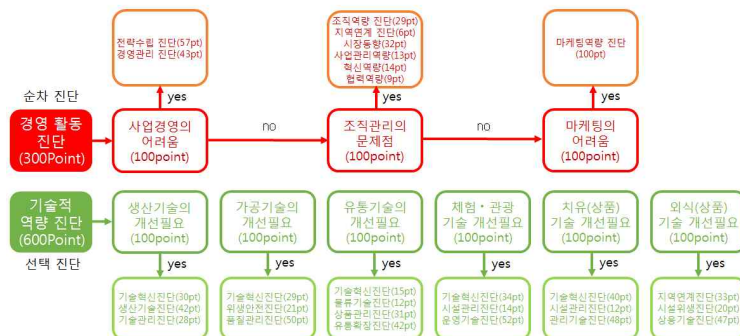 전략수립 진단(57pt)
경영관리 진단(43pt)
조직역량 진단(29pt)
지역연계 진단(6pt)
시장동향(32pt)
사업관리역량(13pt)
혁신역량(14pt)
협력역량(9pt)
마케팅역량 진단
(100pt)
순차 진단
yes
yes
yes
경영 활동
진단
(300Point)
사업경영의
어려움
(100point)
no
조직관리의
문제점
(100point)
no
마케팅의
어려움
(100point)
기술적
역량 진단
(600Point)
생산기술의
개선필요
(100point)
가공기술의
개선필요
(100point)
유통기술의
개선필요
(100point)
체험·관광
기술 개선필요
(100point)
치유(상품)
기술 개선필요
(100point)
외식(상품)
기술 개선필요
(100point)
선택 진단
yes
yes
yes
yes
yes
yes
기술혁신진단(30pt)
생산기술진단(42pt)
기술관리진단(28pt)
기술혁신진단(29pt)
위생안전진단(21pt)
품질관리진단(50pt)
기술혁신진단(15pt)
물류기술진단(12pt)
상품관리진단(31pt)
유통확질진단(42pt)
기술혁신진단(34pt)
시설관리진단(14pt)
운영기술진단(52pt)
기술혁신진단(40pt)
시설관리진단(12pt)
관리기술진단(48pt)
지역연계진단(33pt)
시설위생진단(20pt)
상용기술진단(47pt)